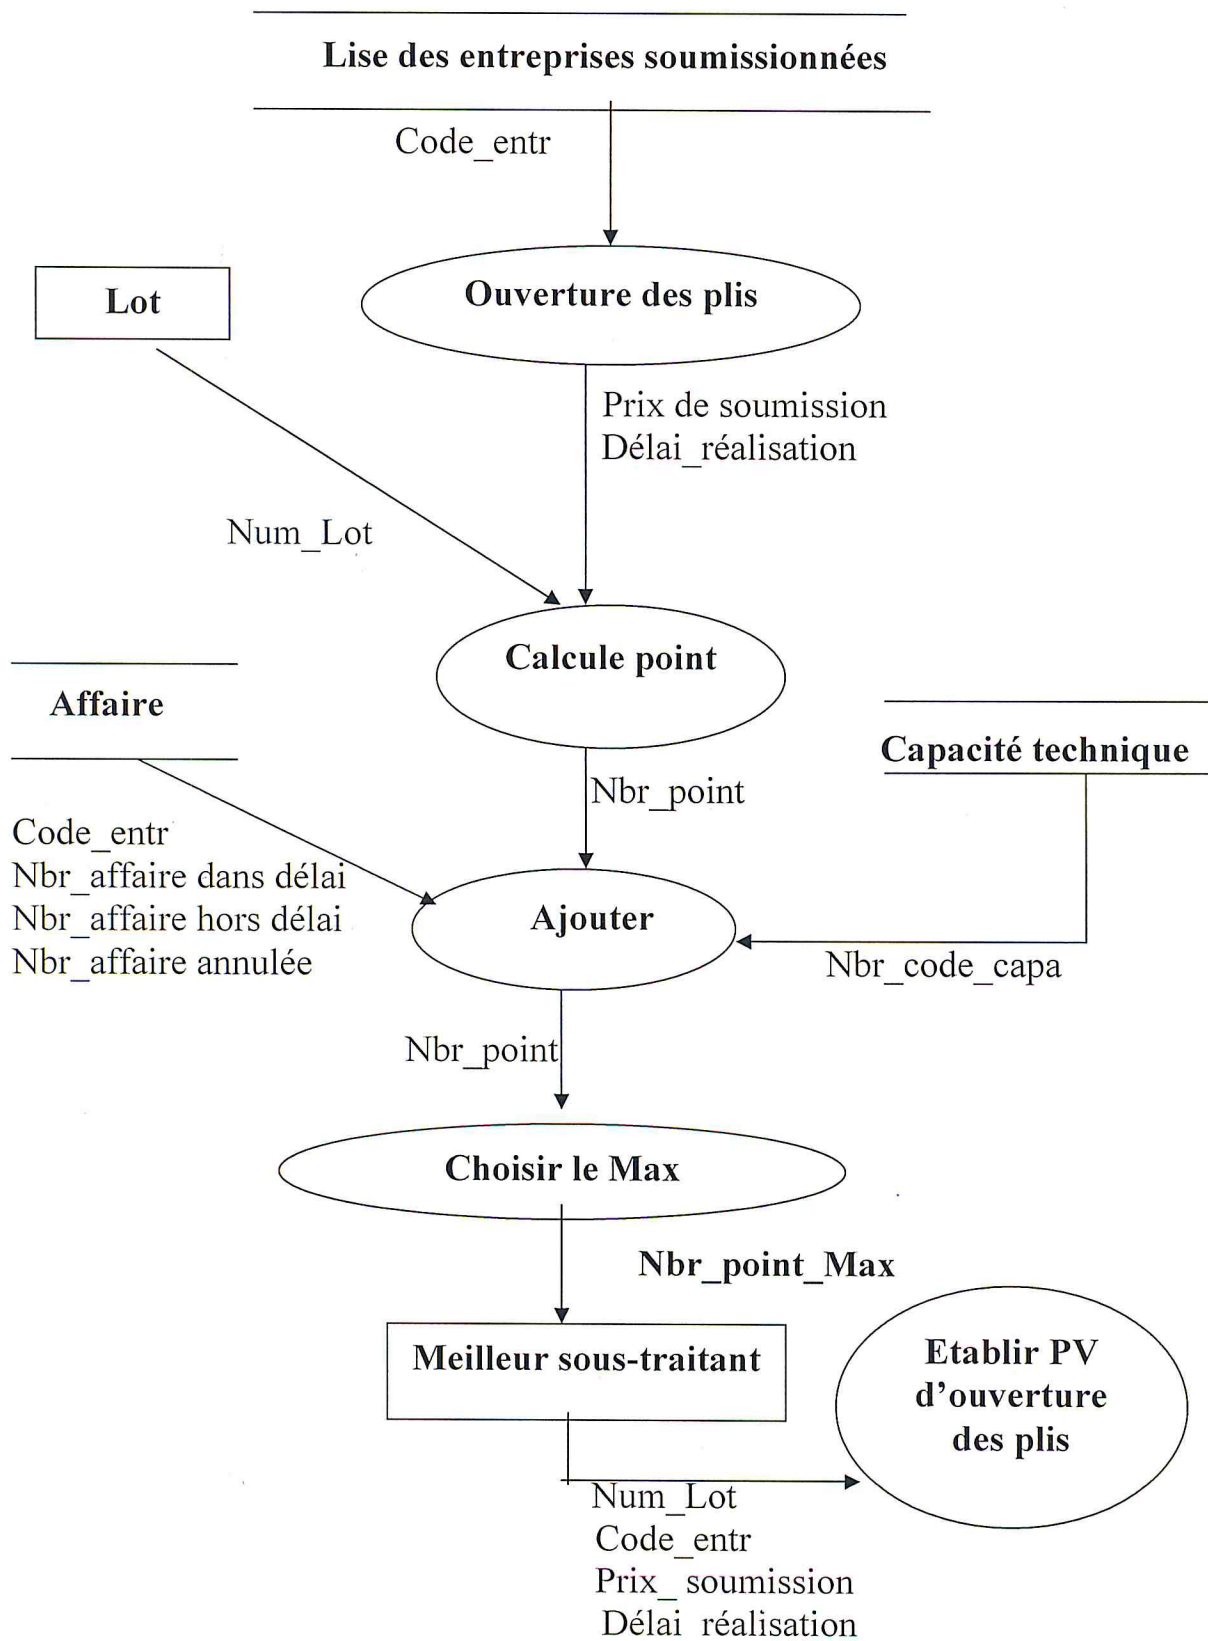 Lise des entreprises soumissionnées
Code_entr
Ouverture des plis
Lot
Prix de soumission
Délai_réalisation
Num_Lot
Calcule point
Affaire
Capacité technique
Nbr_point
Code_entr
Nbr_affaire dans délai
Nbr_affaire hors délai
Nbr_affaire annulée
Ajouter
Nbr_code_capa
Nbr_point
Choisir le Max
Nbr_point_Max
Meilleur sous-traitant
Etablir PV
d'ouverture
des plis
Num_Lot
Code_entr
Prix_ soumission
Délai réalisation